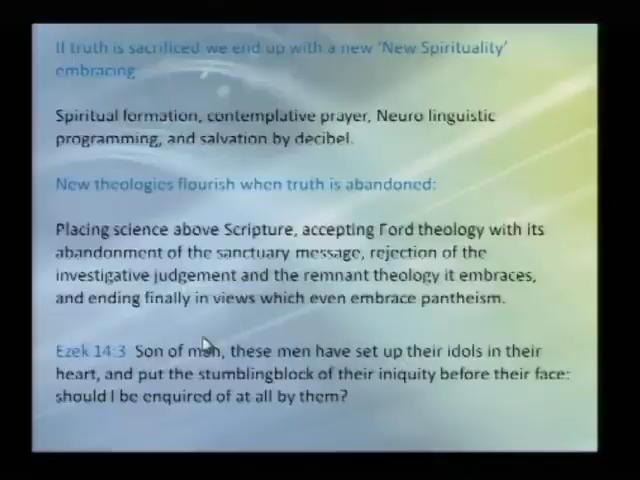 If truth is sacrificed we end up with a new 'New Spirituality'
embracing
Spiritual formation, contemplative prayer, Neuro linguistic
programming, and salvation by decibel.
New theologies flourish when truth is abandoned:
Placing science above Scripture, accepting Ford theology with its
abandonment of the sanctuary message, rejection of the
investigative judgement and the remnant theology it embraces,
and ending finally in views which even embrace pantheism.
Ezek 14:3 Son of man, these men have set up their idols in their
heart, and put the stumblingblock of their iniquity before their face:
should I be enquired of at all by them?